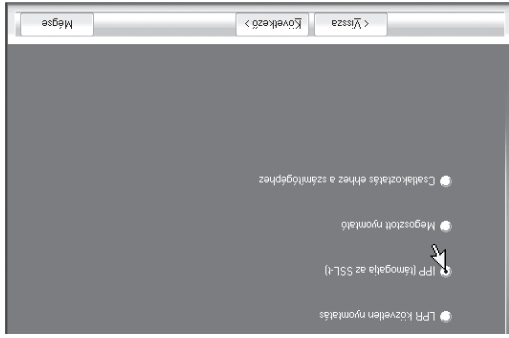 LPR közvetlen nyomtatás
IPP (támogatja az SSL-t)
Megosztott nyomtató
Csatlakoztatás ehhez a számítógéphez
< Vissza
Következő >
Mégse